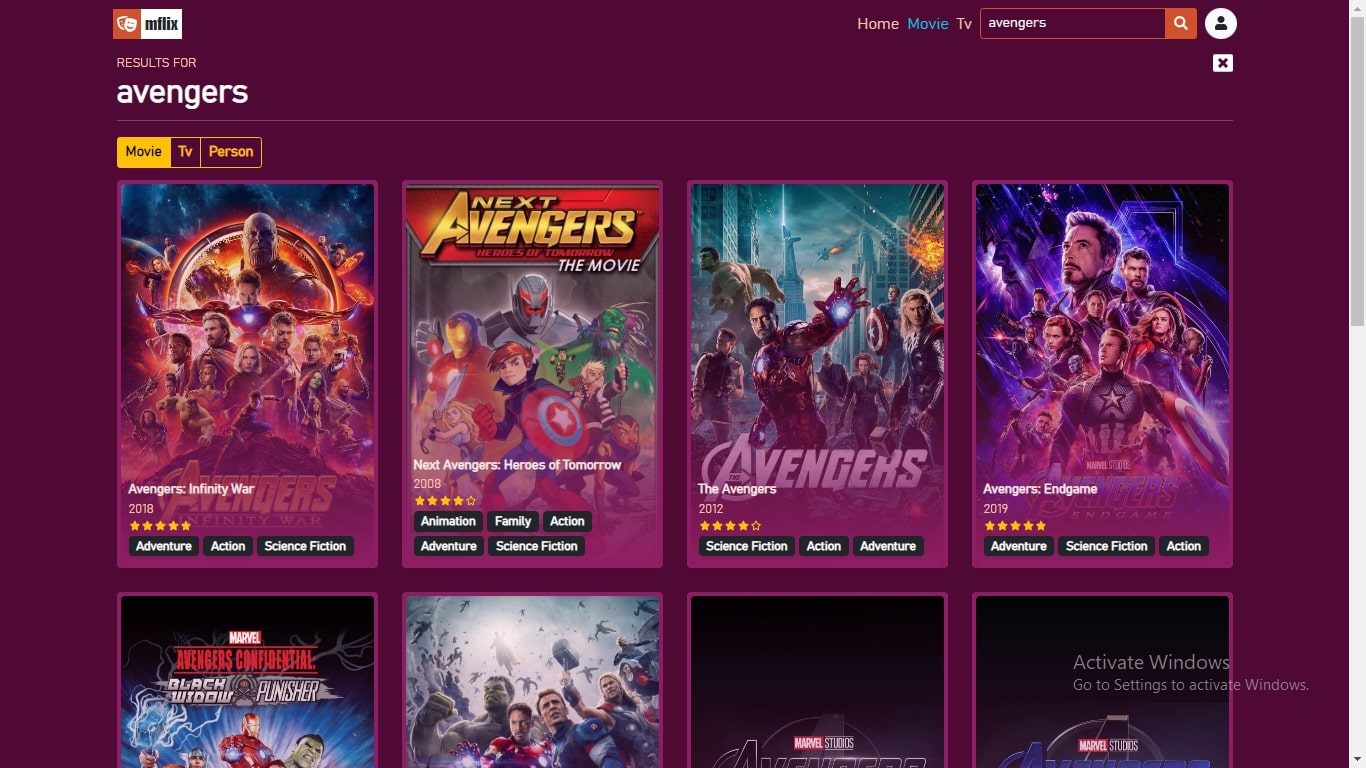 mflix
Home Movie Tv avengers
RESULTS FOR
avengers
Movie Tv Person
AVENGERS
INFINITY WAR
Avengers: Infinity War
2018
Adventure Action Science Fiction
NEXT
AVENGERS
HEROES OF TOMORROW
THE MOVIE
Next Avengers: Heroes of Tomorrow
2008
Animation Family Action
Adventure Science Fiction
THE AVENGERS
The Avengers
2012
Science Fiction Action Adventure
MARVEL STUDIOS
AVENGERS
ENDGAME
Avengers: Endgame
2019
Adventure Science Fiction Action
MARVEL
AVENGERS CONFIDENTIAL:
BLACK WIDOW & PUNISHER
MARVEL STUDIOS
AVENGERS
MARVEL STUDIOS
AVENGERS
Activate Windows
Go to Settings to activate Windows.